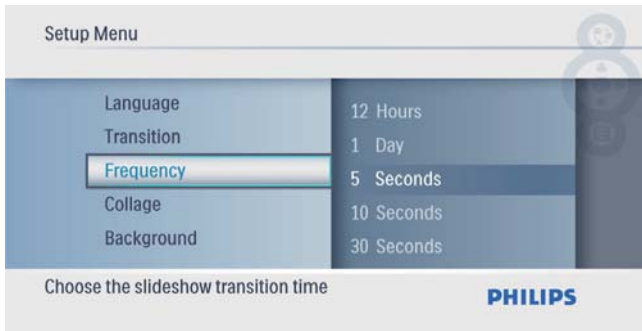 Setup Menu
Language
Transition
Frequency
Collage
Background
12 Hours
1 Day
5 Seconds
10 Seconds
30 Seconds
Choose the slideshow transition time
PHILIPS